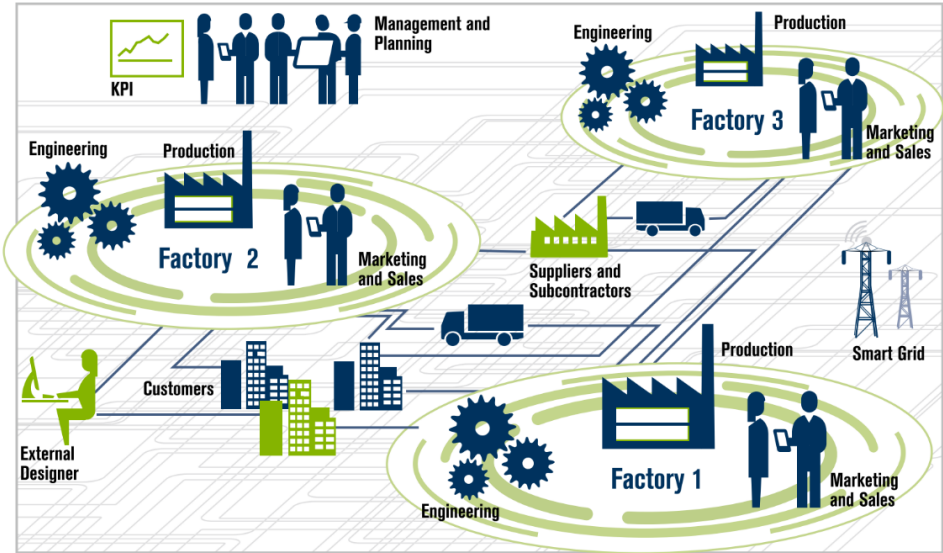 Management and
Planning
KPI
Engineering
Production
Factory 3
Marketing
and Sales
Engineering
Production
Factory 2
Marketing
and Sales
Suppliers and
Subcontractors
Smart Grid
Customers
External
Designer
Production
Factory 1
Engineering
Marketing
and Sales